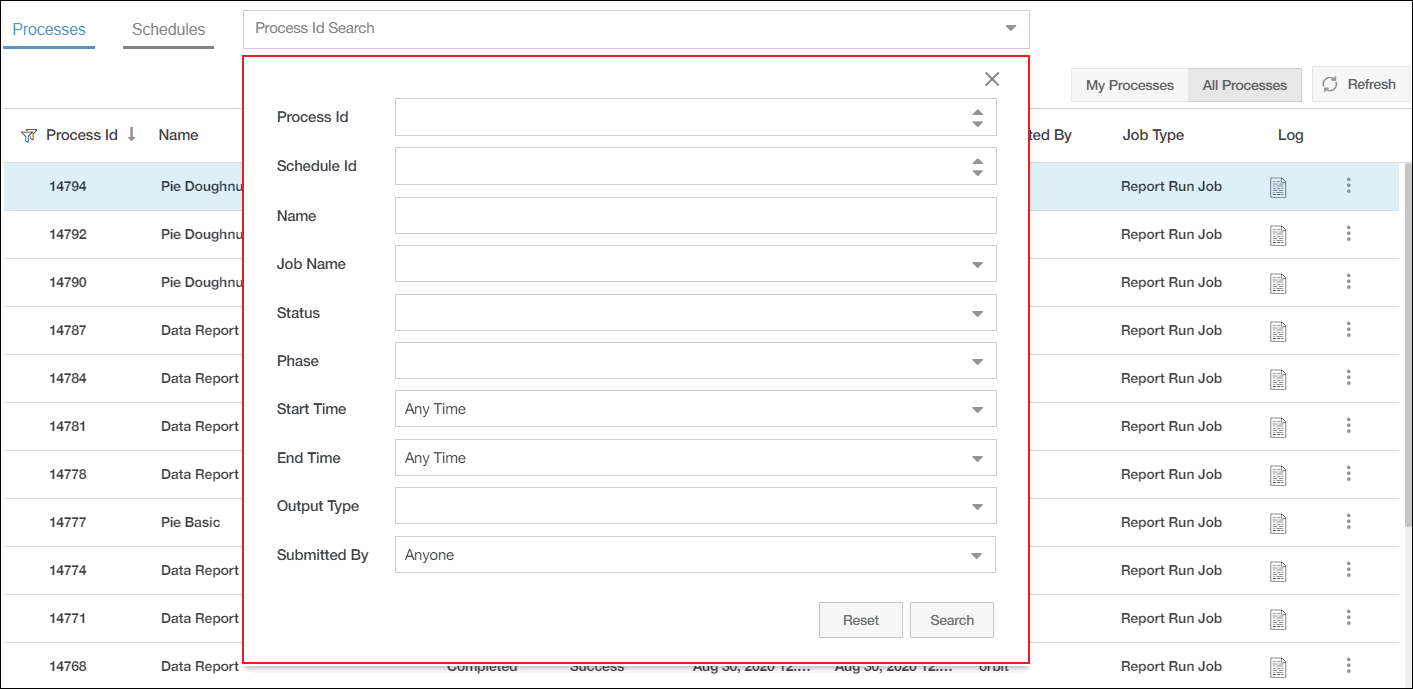 Processes Schedules Process Id Search
My Processes All Processes Refresh
Process Id Name ted By Job Type Log
Process Id
Schedule Id
Name
Job Name
Status
Phase
Start Time Any Time
End Time Any Time
Output Type
Submitted By Anyone
Reset Search
14794 Pie Doughnu Report Run Job
14792 Pie Doughnu Report Run Job
14790 Pie Doughnu Report Run Job
14787 Data Report Report Run Job
14784 Data Report Report Run Job
14781 Data Report Report Run Job
14778 Data Report Report Run Job
14777 Pie Basic Report Run Job
14774 Data Report Report Run Job
14771 Data Report Report Run Job
14768 Data Report Completed Success Aug 30, 2020 12.... Aug 30, 2020 12.... orbit Report Run Job